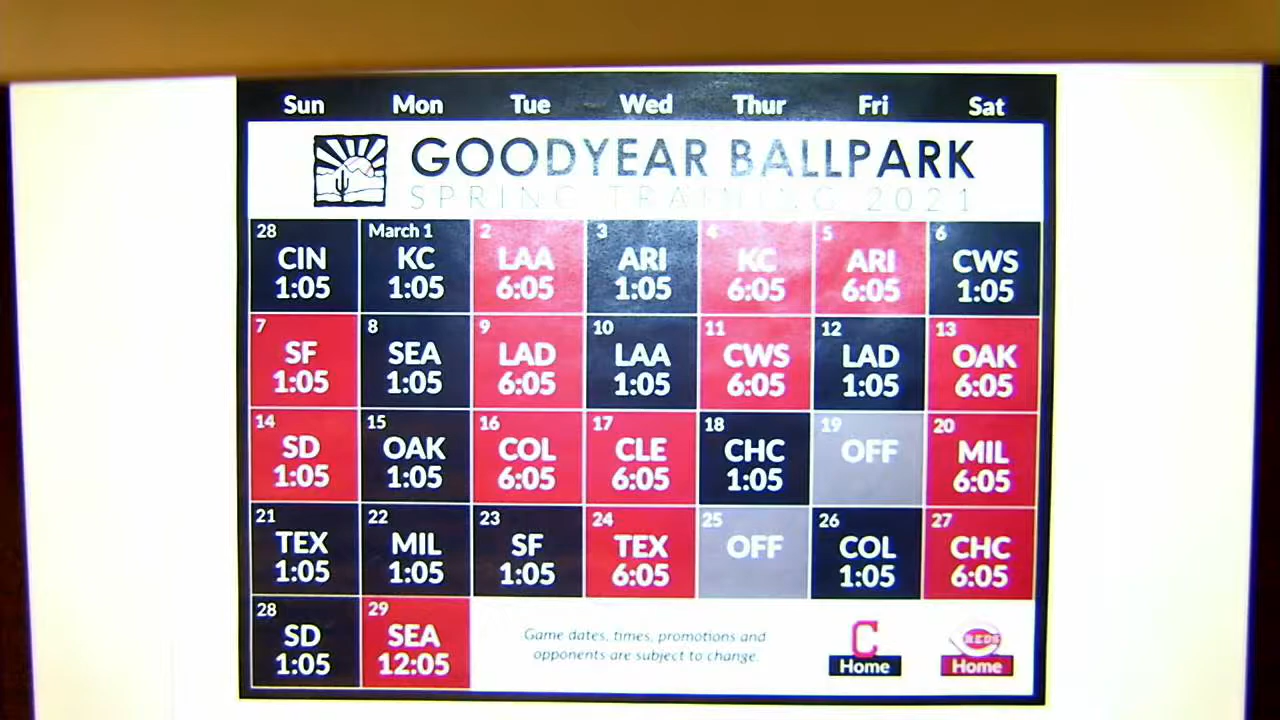 Sun Mon Tue Wed Thur Fri Sat
GOODYEAR BALLPARK
SPRING TRAINING 2021
28 March 1 2 3 4 5 6
CIN KC LAA ARI KC ARI CWS
1:05 1:05 6:05 1:05 6:05 6:05 1:05
7 8 9 10 11 12 13
SF SEA LAD LAA CWS LAD OAK
1:05 1:05 6:05 1:05 6:05 1:05 6:05
14 15 16 17 18 19 20
SD OAK COL CLE CHC OFF MIL
1:05 1:05 6:05 6:05 1:05 6:05
21 22 23 24 25 26 27
TEX MIL SF TEX OFF COL CHC
1:05 1:05 1:05 6:05 1:05 6:05
28 29
SD SEA
1:05 12:05
Game dates, times, promotions and
opponents are subject to change.
C REDS
Home Home